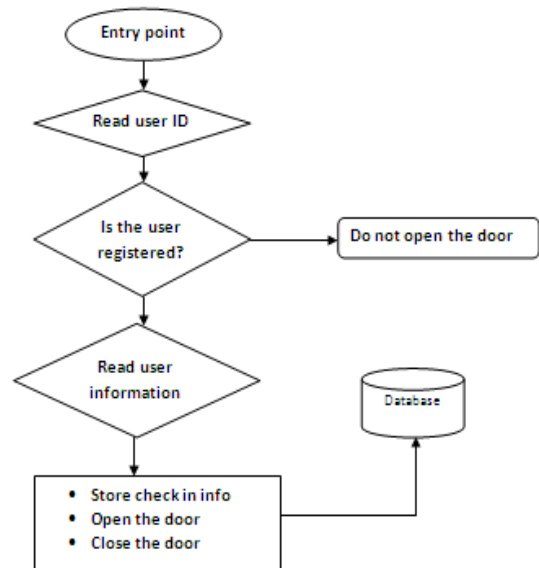 Entry point
Read user ID
Is the user
registered?
Do not open the door
Read user
information
Database
• Store check in info
• Open the door
• Close the door